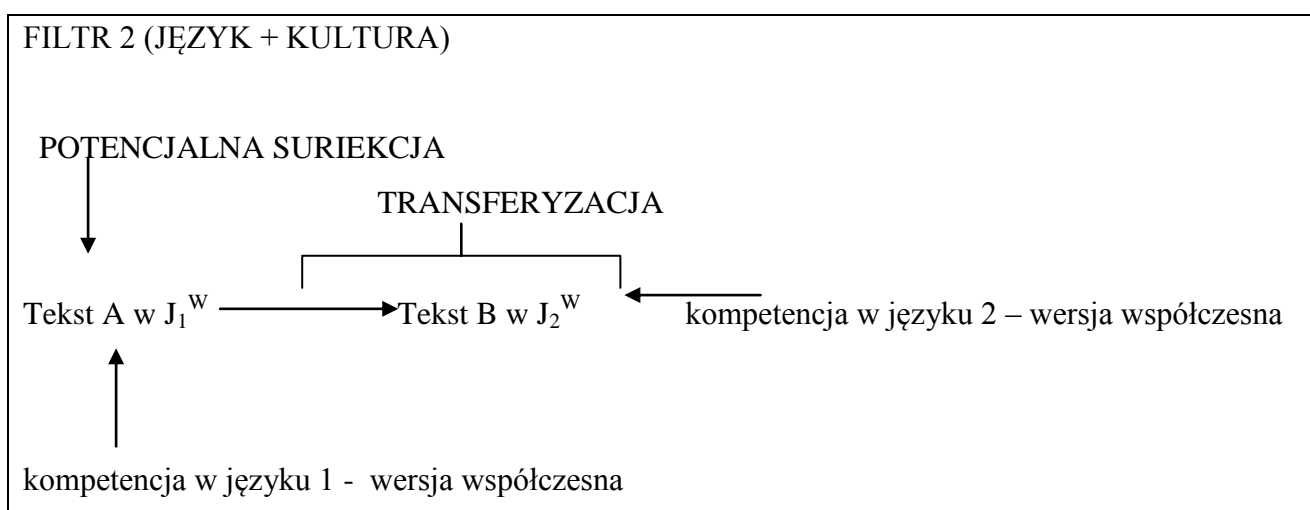 FILTR 2 (JĘZYK + KULTURA)
POTENCJALNA SURIEKCJA
TRANSFERYZACJA
Tekst A w J₁ᵂ Tekst B w J₂ᵂ kompetencja w języku 2 – wersja współczesna
kompetencja w języku 1 - wersja współczesna